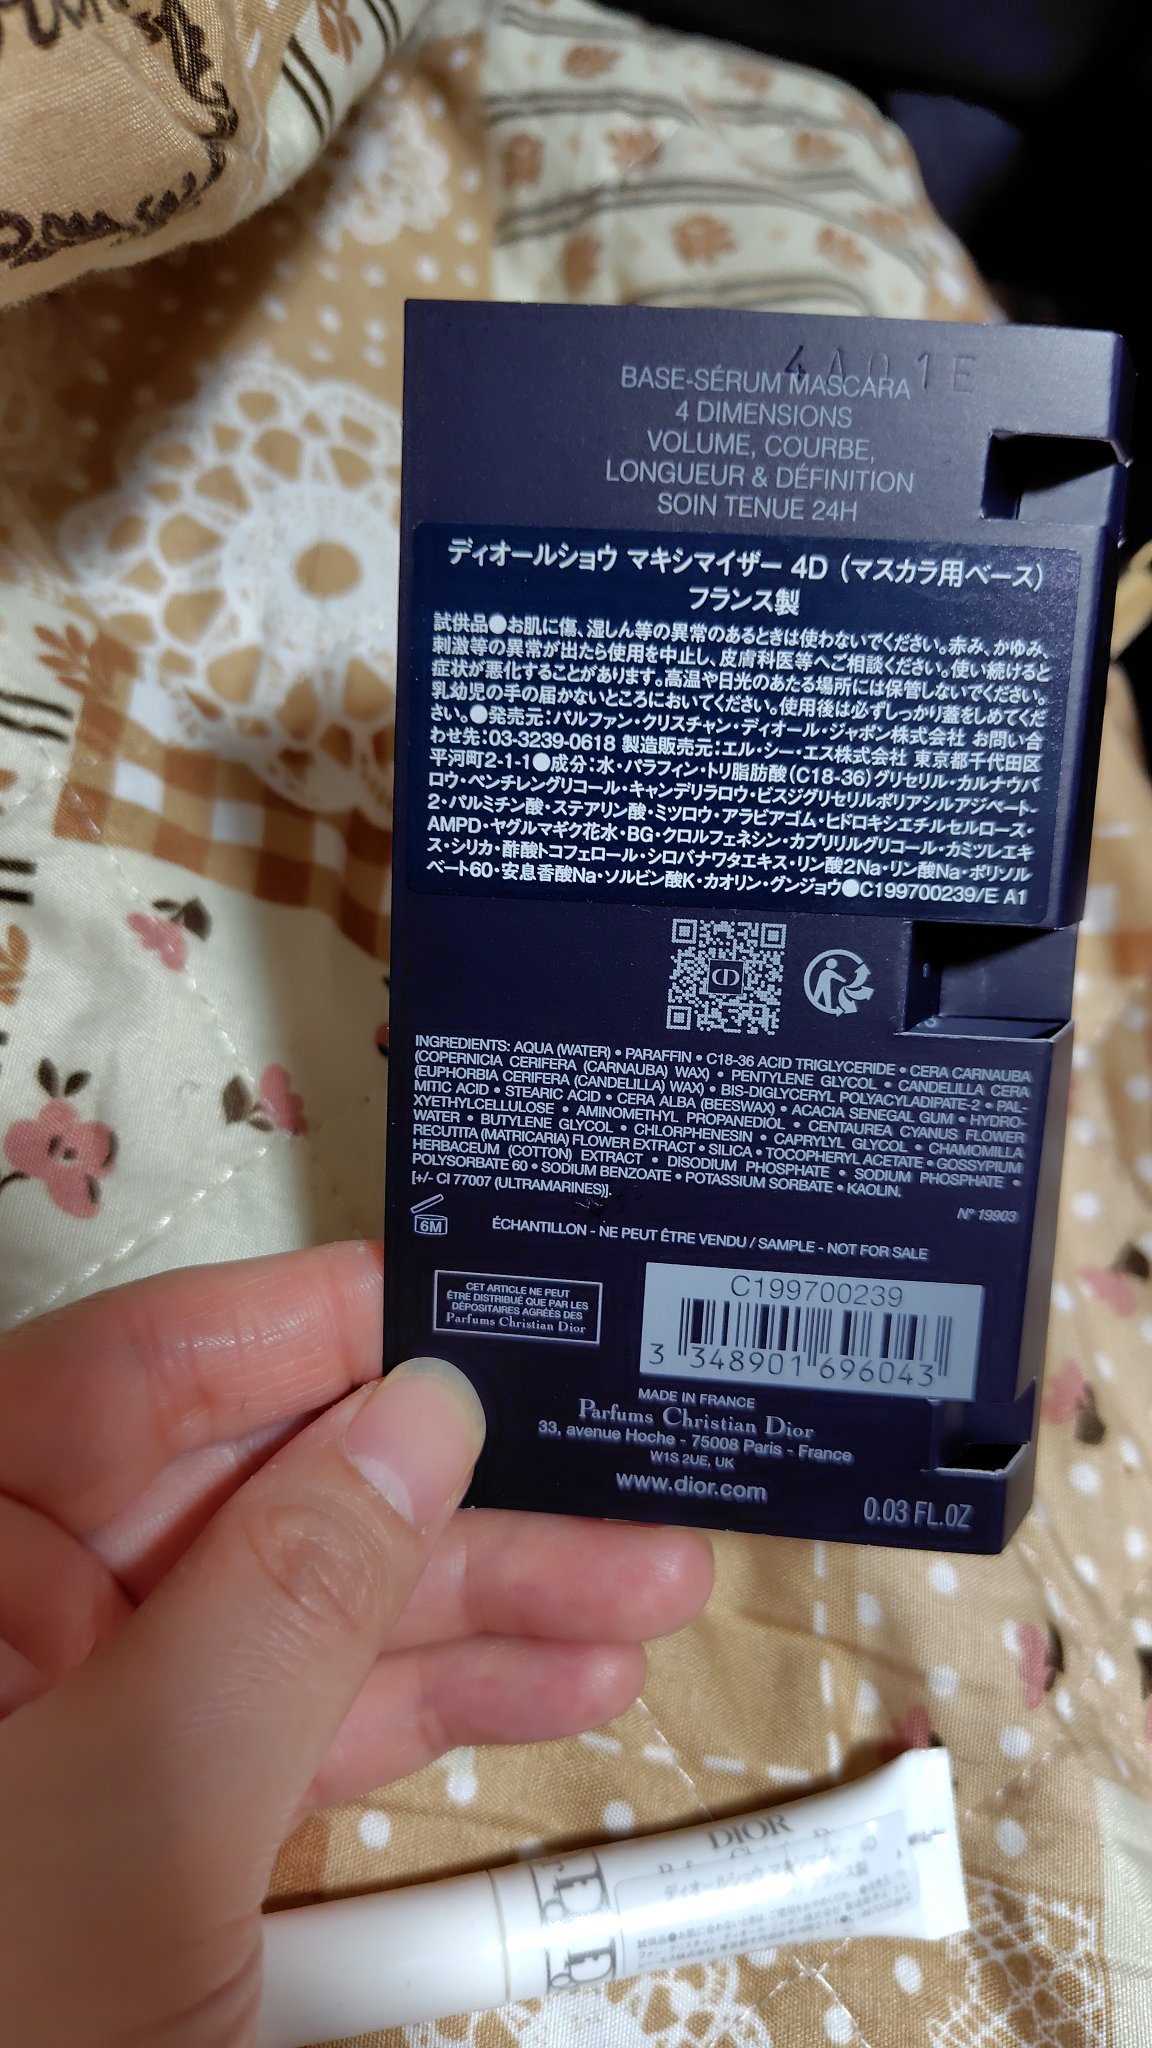 4A01E
BASE-SÉRUM MASCARA
4 DIMENSIONS
VOLUME, COURBE,
LONGUEUR & DÉFINITION
SOIN TENUE 24H
ディオールショウ マキシマイザー 4D (マスカラ用ベース)
フランス製
試供品●お肌に傷、湿しん等の異常のあるときは使わないでください。赤み、かゆみ、
刺激等の異常が出たら使用を中止し、皮膚科医等へご相談ください。使い続けると
症状が悪化することがあります。高温や日光のあたる場所には保管しないでください。
乳幼児の手の届かないところにおいてください。使用後は必ずしっかり蓋をしめてくだ
さい。●発売元:パルファン・クリスチャン・ディオール・ジャポン株式会社 お問い合
わせ先:03-3239-0618 製造販売元:エル・シー・エス株式会社 東京都千代田区
平河町2-1-1●成分:水・パラフィン・トリ脂肪酸(C18-36)グリセリル・カルナウバ
ロウ・ペンチレングリコール・キャンデリラロウ・ビスジグリセリルポリアシルアジペート-
2・パルミチン酸・ステアリン酸・ミツロウ・アラビアゴム・ヒドロキシエチルセルロース・
AMPD・ヤグルマギク花水・BG・クロルフェネシン・カプリリルグリコール・カミツレエキ
ス・シリカ・酢酸トコフェロール・シロバナワタエキス・リン酸2Na・リン酸Na・ポリソル
ベート60・安息香酸Na・ソルビン酸K・カオリン・グンジョウ●C199700239/E A1
CD
INGREDIENTS: AQUA (WATER) • PARAFFIN • C18-36 ACID TRIGLYCERIDE • CERA CARNAUBA
(COPERNICIA CERIFERA (CARNAUBA) WAX) • PENTYLENE GLYCOL • CANDELILLA CERA
(EUPHORBIA CERIFERA (CANDELILLA) WAX) • BIS-DIGLYCERYL POLYACYLADIPATE-2 • PAL-
MITIC ACID • STEARIC ACID • CERA ALBA (BEESWAX) • ACACIA SENEGAL GUM • HYDRO-
XYETHYLCELLULOSE • AMINOMETHYL PROPANEDIOL • CENTAUREA CYANUS FLOWER
WATER • BUTYLENE GLYCOL • CHLORPHENESIN • CAPRYLYL GLYCOL • CHAMOMILLA
RECUTITA (MATRICARIA) FLOWER EXTRACT • SILICA • TOCOPHERYL ACETATE • GOSSYPIUM
HERBACEUM (COTTON) EXTRACT • DISODIUM PHOSPHATE • SODIUM PHOSPHATE •
POLYSORBATE 60 • SODIUM BENZOATE • POTASSIUM SORBATE • KAOLIN.
[+/- CI 77007 (ULTRAMARINES)].
N° 19903
6M
ÉCHANTILLON - NE PEUT ÊTRE VENDU / SAMPLE - NOT FOR SALE
CET ARTICLE NE PEUT
ÊTRE DISTRIBUÉ QUE PAR LES
DÉPOSITAIRES AGRÉÉS DES
Parfums Christian Dior
C199700239
3 348901 696043
MADE IN FRANCE
Parfums Christian Dior
33, avenue Hoche - 75008 Paris - France
W1S 2UE, UK
www.dior.com
0.03 FL.OZ
DIOR
ディオールショウ マキシマイザー 4D
フランス製